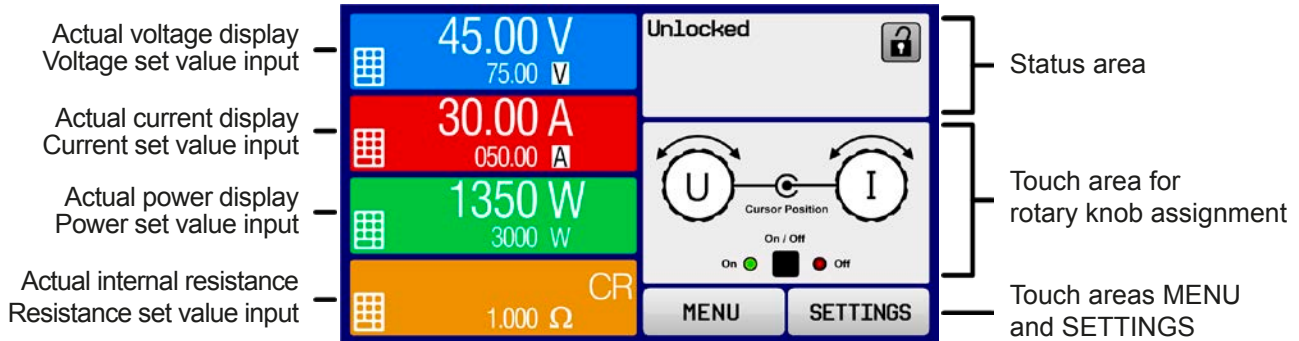 Actual voltage display
Voltage set value input
Actual current display
Current set value input
Actual power display
Power set value input
Actual internal resistance
Resistance set value input
45.00 V
75.00 V
30.00 A
050.00 A
1350 W
3000 W
CR
1.000 Ω
Unlocked
U
I
Cursor Position
On / Off
On
Off
MENU
SETTINGS
Status area
Touch area for
rotary knob assignment
Touch areas MENU
and SETTINGS